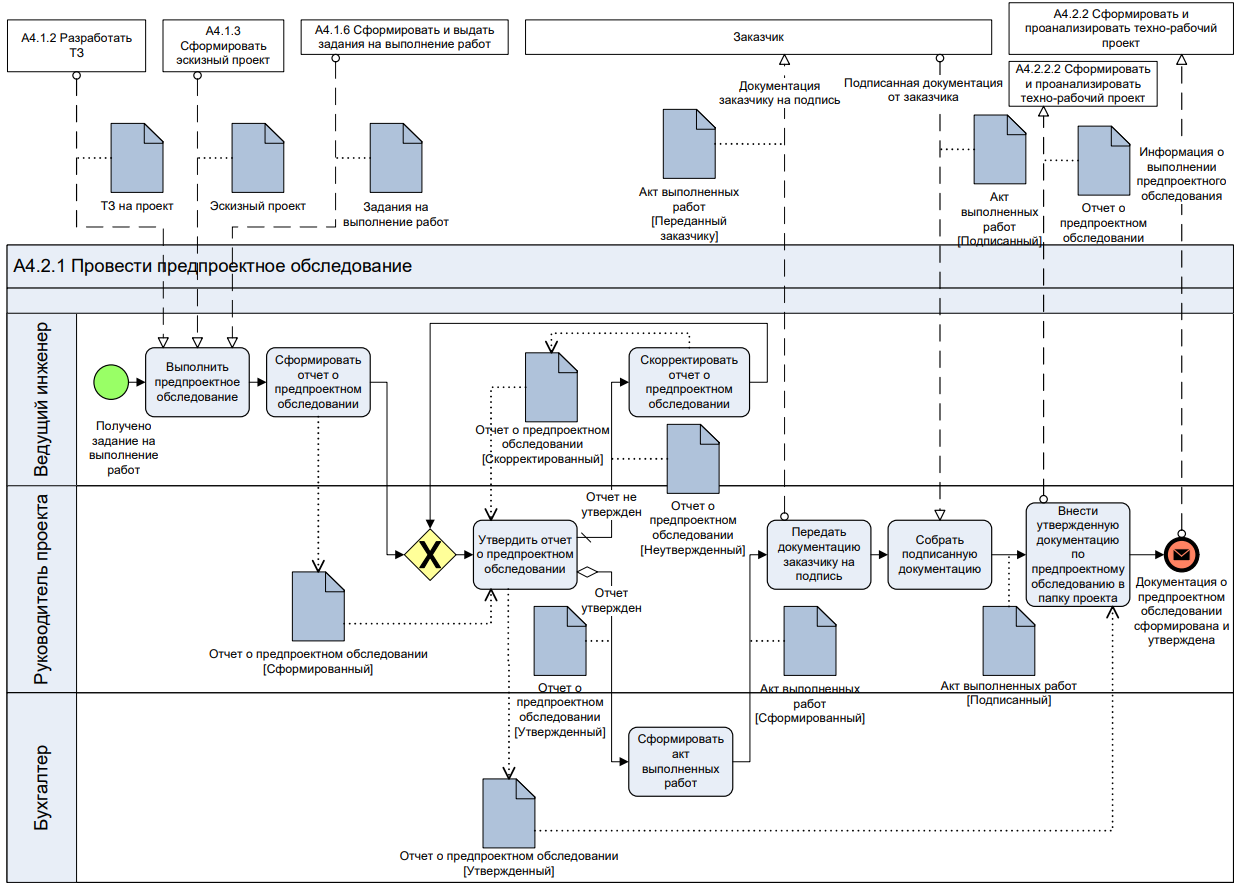 А4.1.2 Разработать
ТЗ
А4.1.3
Сформировать
эскизный проект
А4.1.6 Сформировать и выдать
задания на выполнение работ
Заказчик
А4.2.2 Сформировать и
проанализировать техно-рабочий
проект
А4.2.2.2 Сформировать
и проанализировать
техно-рабочий проект
Документация
заказчику на подпись
Подписанная документация
от заказчика
Информация о
выполнении
предпроектного
обследования
ТЗ на проект
Эскизный проект
Задания на
выполнение работ
Акт выполненных
работ
[Переданный
заказчику]
Акт
выполненных
работ
[Подписанный]
Отчет о
предпроектном
обследовании
А4.2.1 Провести предпроектное обследование
Ведущий инженер
Получено
задание на
выполнение
работ
Выполнить
предпроектное
обследование
Сформировать
отчет о
предпроектном
обследовании
Отчет о предпроектном
обследовании
[Скорректированный]
Скорректировать
отчет о
предпроектном
обследовании
Отчет о
предпроектном
обследовании
[Неутвержденный]
Руководитель проекта
X
Утвердить отчет
о предпроектном
обследовании
Отчет не
утвержден
Отчет
утвержден
Передать
документацию
заказчику на
подпись
Собрать
подписанную
документацию
Внести
утвержденную
документацию
по
предпроектному
обследованию в
папку проекта
Документация о
предпроектном
обследовании
сформирована и
утверждена
Отчет о предпроектном обследовании
[Сформированный]
Отчет о
предпроектном
обследовании
[Утвержденный]
Акт выполненных
работ
[Сформированный]
Акт выполненных работ
[Подписанный]
Бухгалтер
Сформировать
акт
выполненных
работ
Отчет о предпроектном обследовании
[Утвержденный]